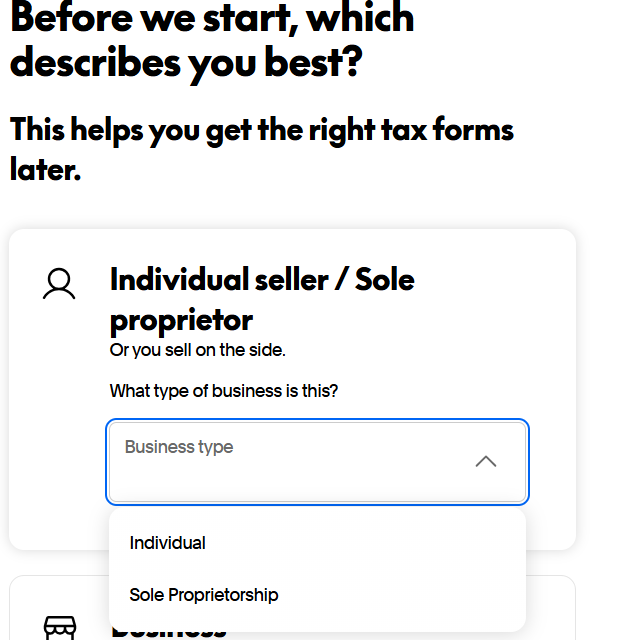 Before we start, which
describes you best?
This helps you get the right tax forms
later.
Individual seller / Sole
proprietor
Or you sell on the side.
What type of business is this?
Business type
Individual
Sole Proprietorship
Business